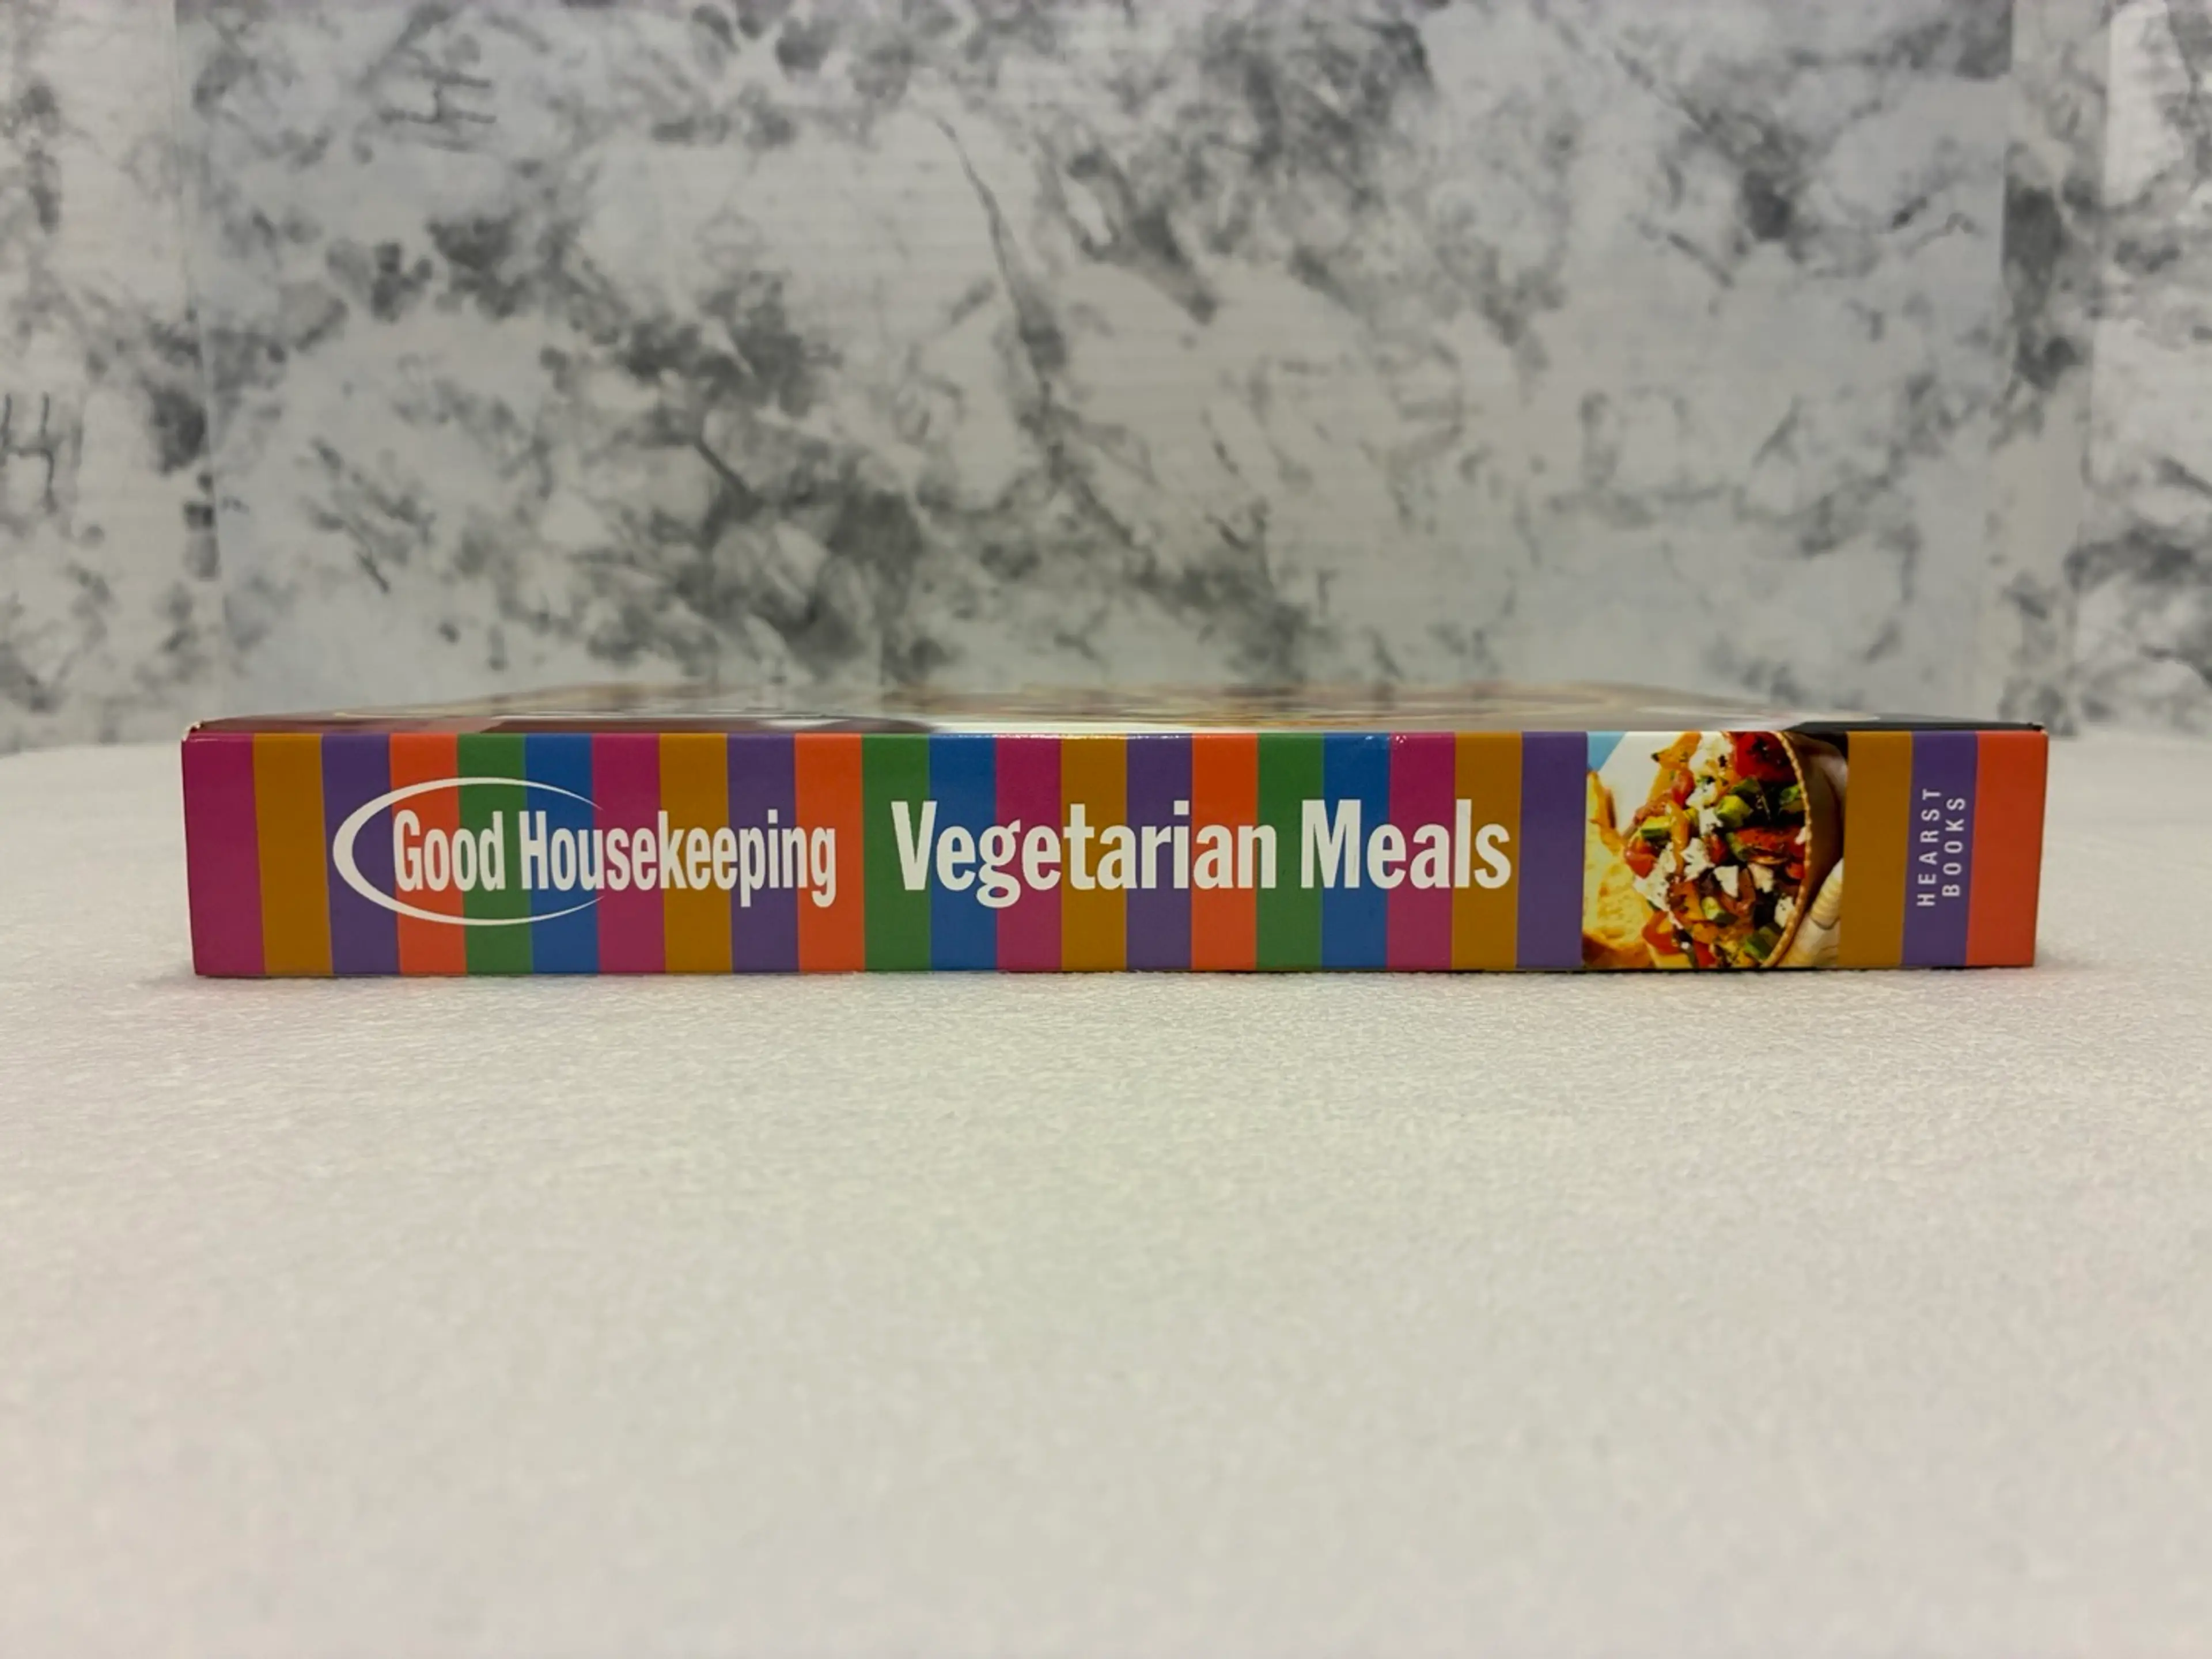 Good Housekeeping
Vegetarian Meals
HEARST
BOOKS